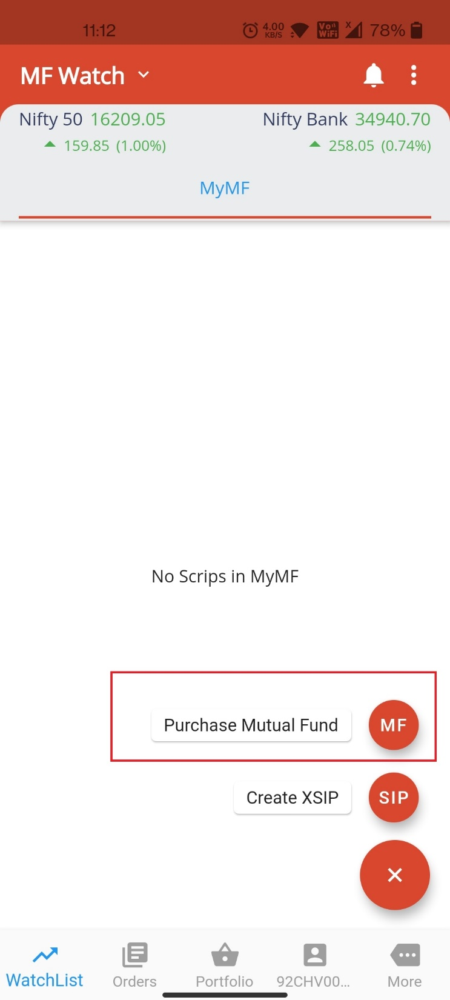 11:12 4.00 KB/S Vo WiFi X 78%
MF Watch
Nifty 50 16209.05 Nifty Bank 34940.70
159.85 (1.00%) 258.05 (0.74%)
MyMF
No Scrips in MyMF
Purchase Mutual Fund MF
Create XSIP SIP
WatchList Orders Portfolio 92CHV00... More